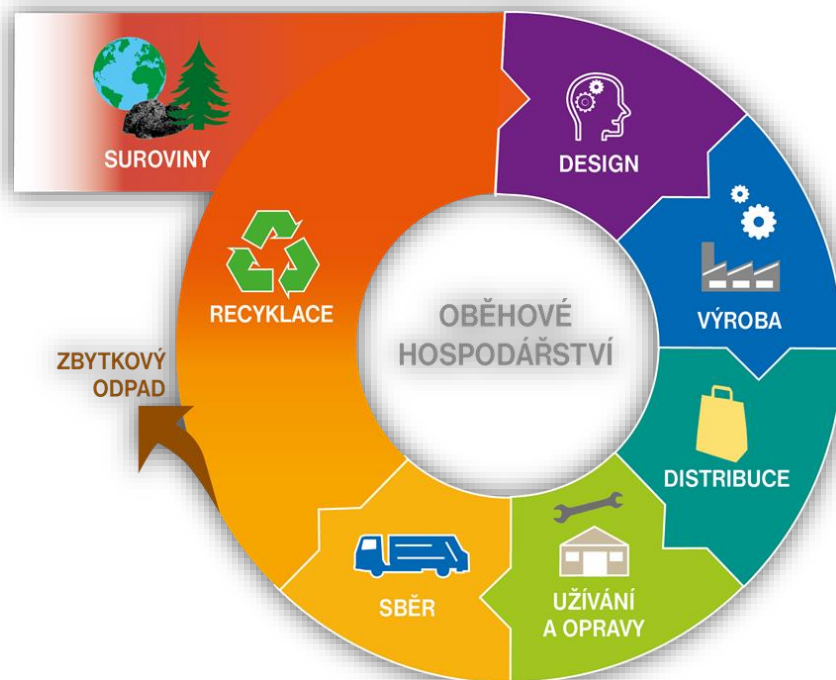 SUROVINY
DESIGN
VÝROBA
DISTRIBUCE
UŽÍVÁNÍ
A OPRAVY
SBĚR
RECYKLACE
ZBYTKOVÝ
ODPAD
OBĚHOVÉ
HOSPODÁŘSTVÍ